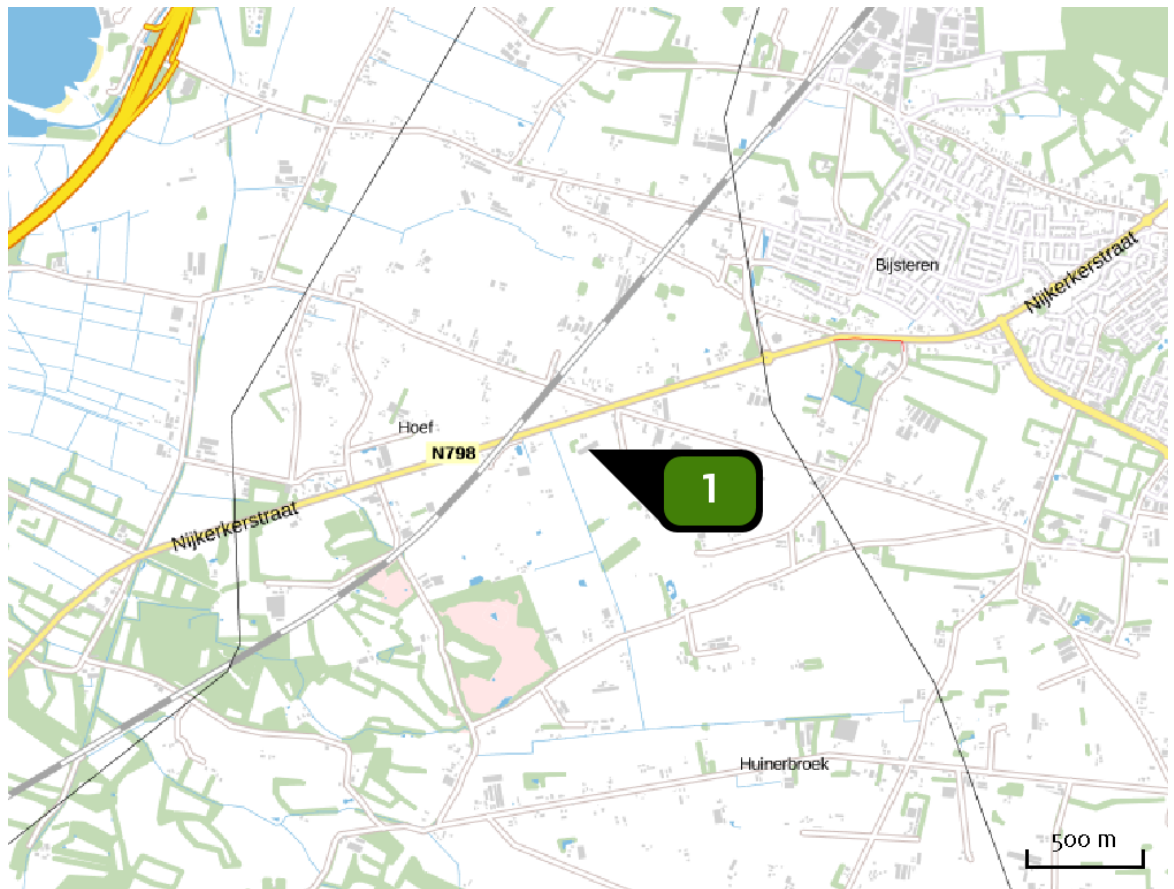 Nijkerkerstraat
Bijsteren
Hoef
N798
1
Nijkerkerstraat
Huinerbroek
500 m